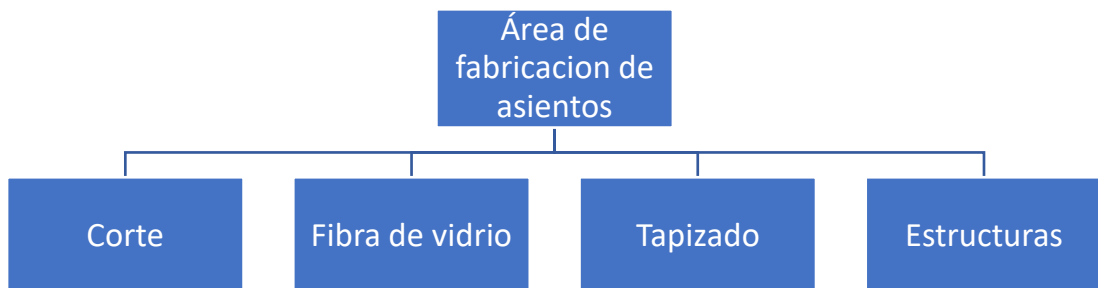 Área de
fabricacion de
asientos
Corte
Fibra de vidrio
Tapizado
Estructuras